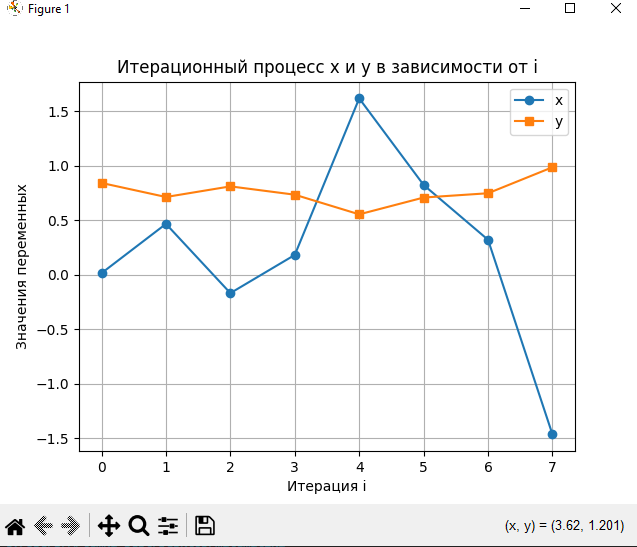 Figure 1
Итерационный процесс x и y в зависимости от i
x
y
1.5
1.0
0.5
0.0
−0.5
−1.0
−1.5
Значения переменных
0 1 2 3 4 5 6 7
Итерация i
(x, y) = (3.62, 1.201)